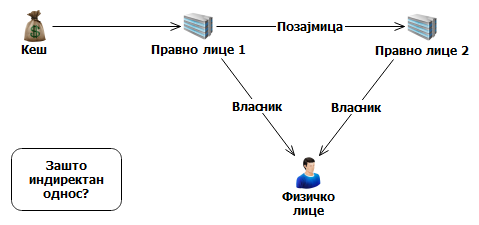 Позајмица
Кеш
Правно лице 1
Правно лице 2
Власник
Власник
Зашто
индиректан
однос?
Физичко
лице